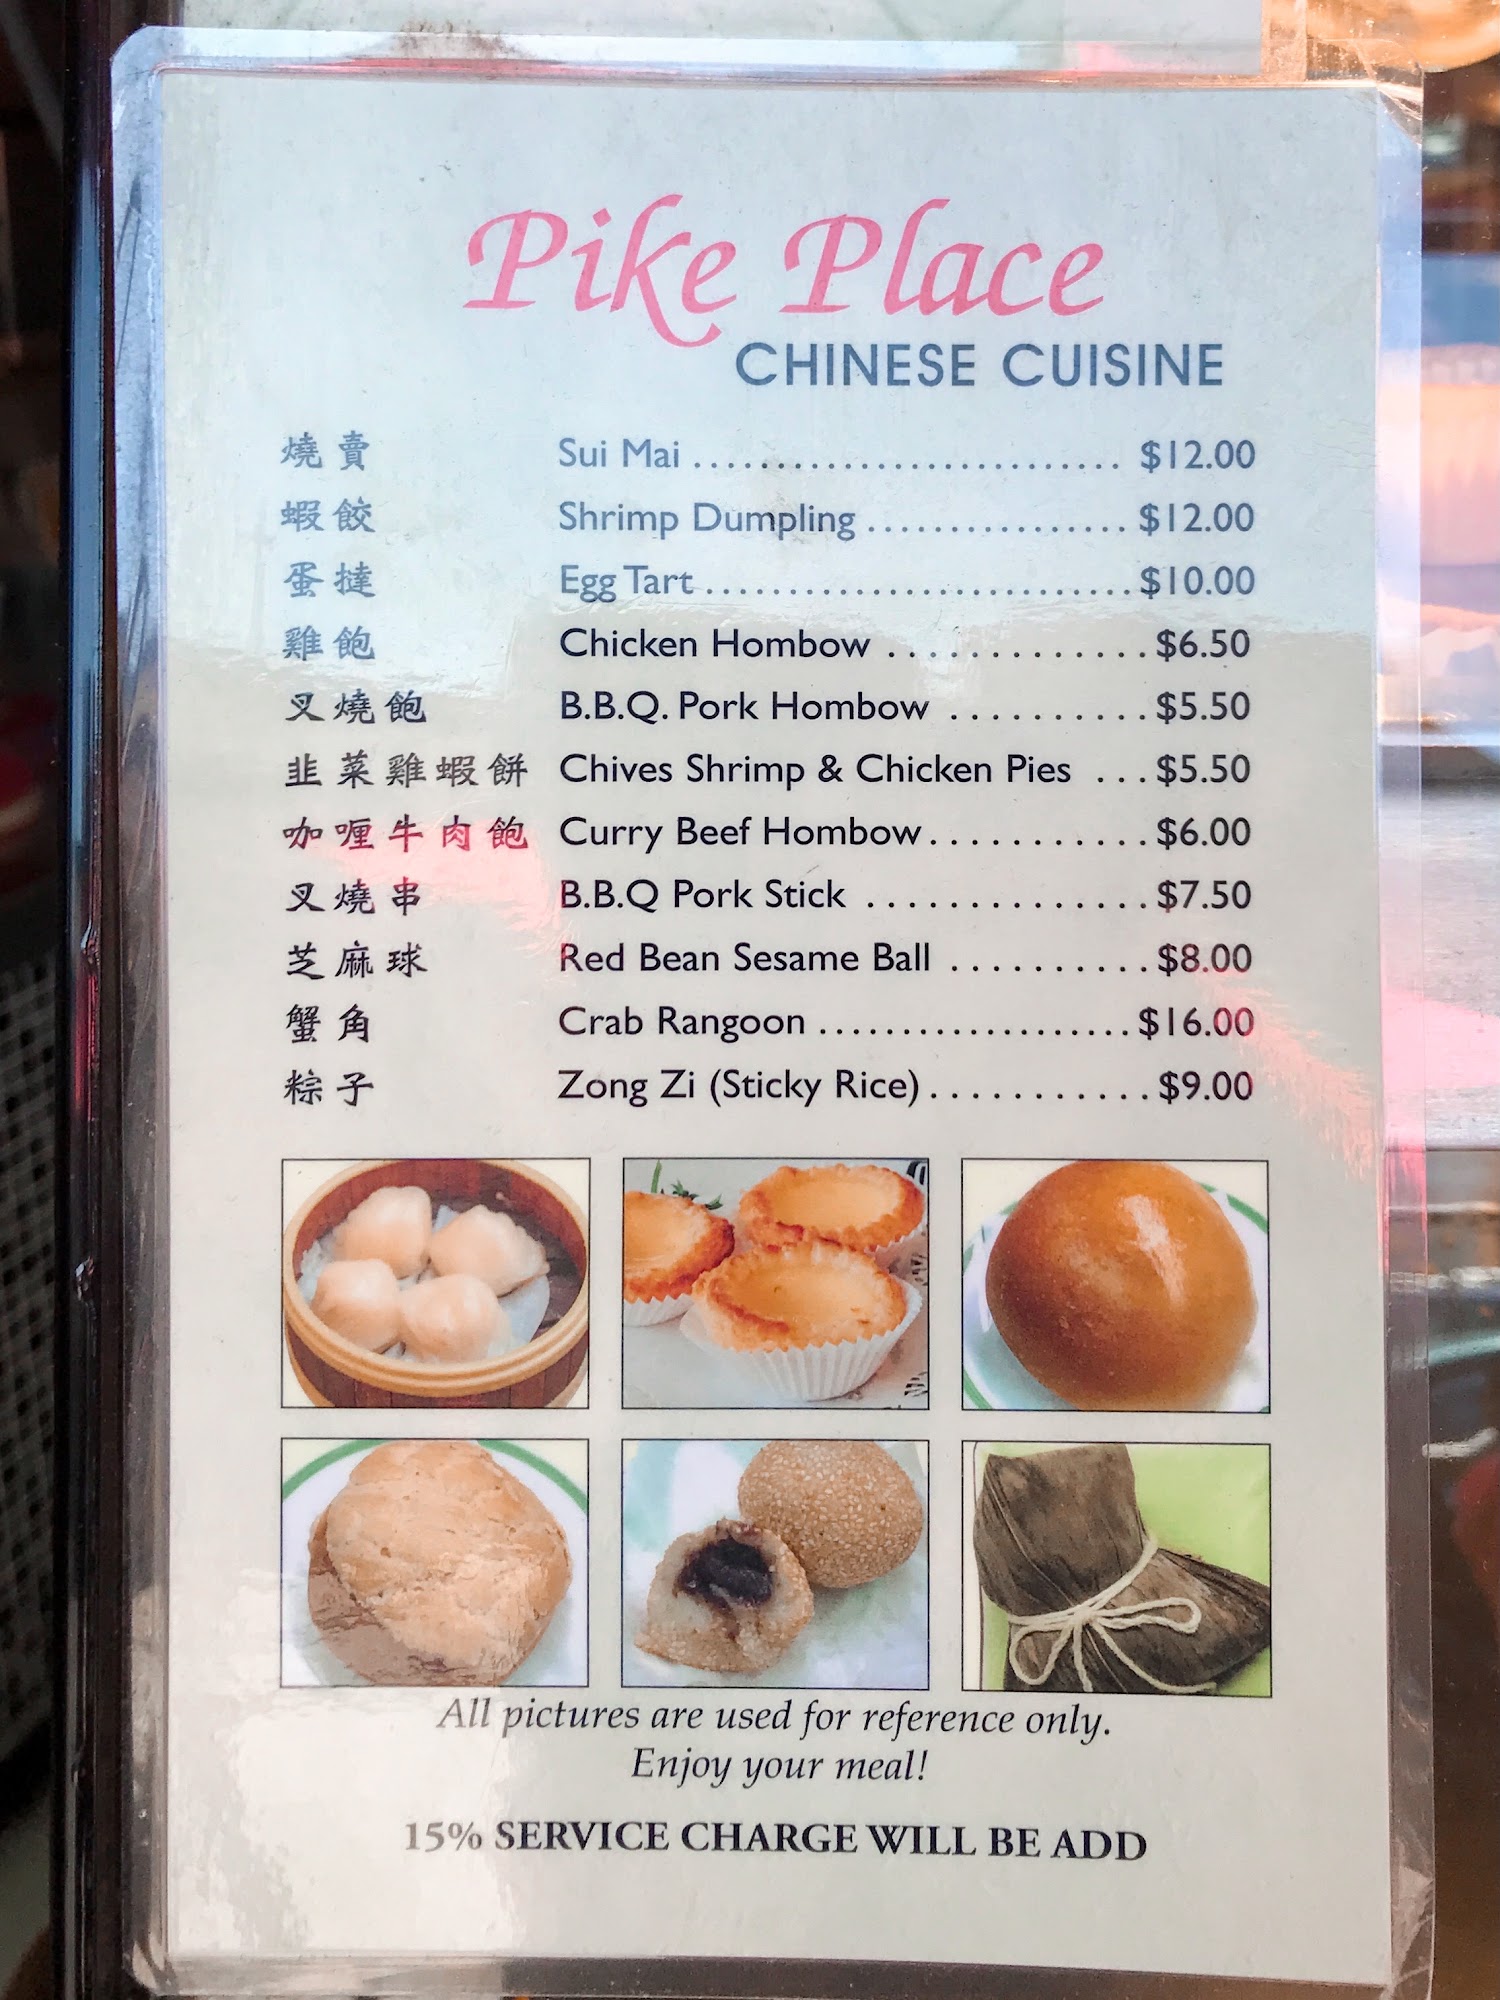 Pike Place
CHINESE CUISINE
燒賣 Sui Mai ............................ $12.00
蝦餃 Shrimp Dumpling ................. $12.00
蛋撻 Egg Tart ........................... $10.00
雞飽 Chicken Hombow ............. $6.50
叉燒飽 B.B.Q. Pork Hombow .......... $5.50
韭菜雞蝦餅 Chives Shrimp & Chicken Pies ... $5.50
咖喱牛肉飽 Curry Beef Hombow ........... $6.00
叉燒串 B.B.Q Pork Stick .............. $7.50
芝麻球 Red Bean Sesame Ball .......... $8.00
蟹角 Crab Rangoon ................... $16.00
粽子 Zong Zi (Sticky Rice) ........... $9.00
All pictures are used for reference only.
Enjoy your meal!
15% SERVICE CHARGE WILL BE ADD